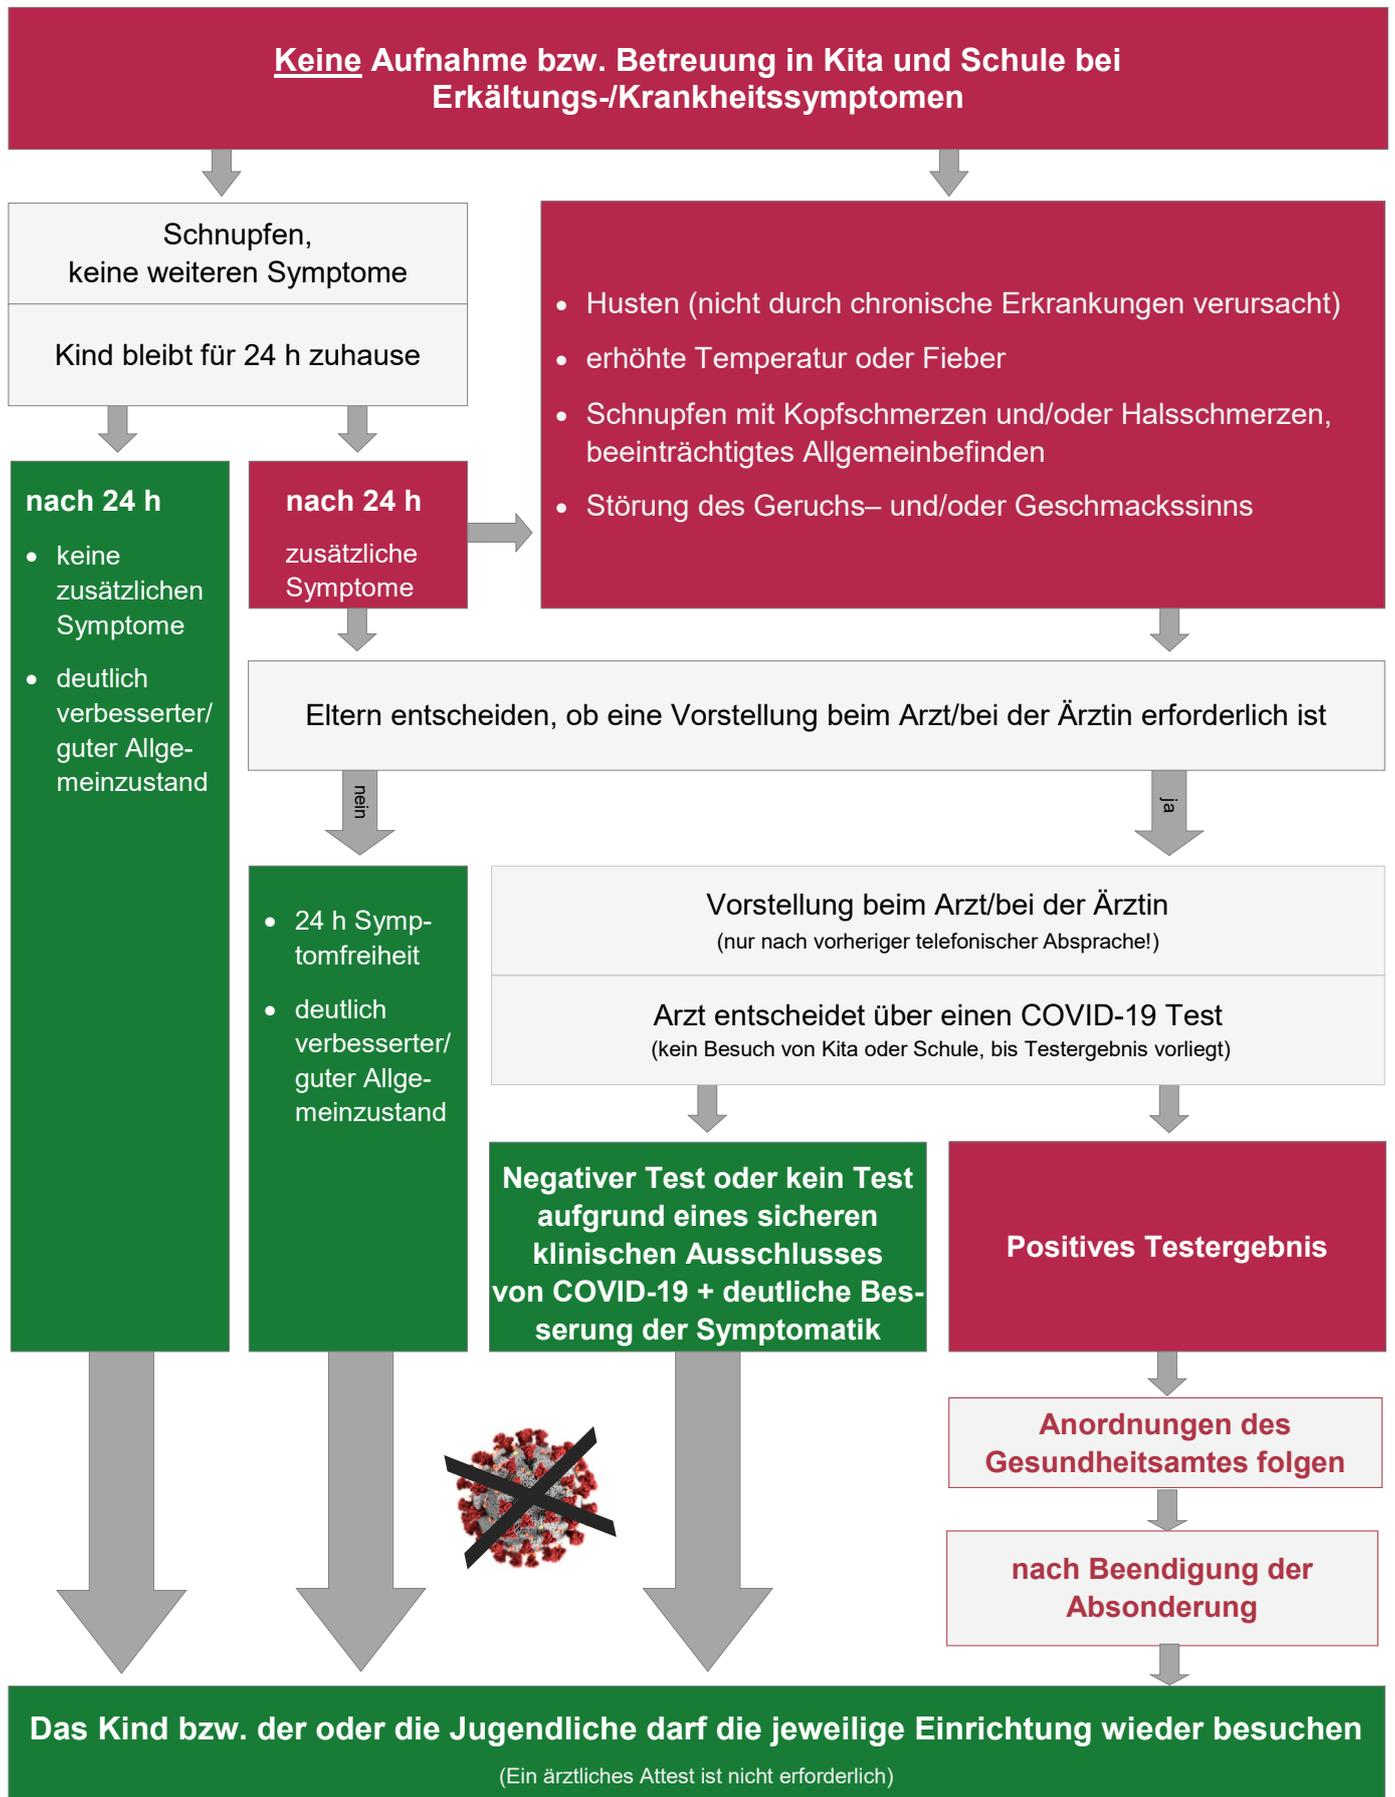 Keine Aufnahme bzw. Betreuung in Kita und Schule bei
Erkältungs-/Krankheitssymptomen
Schnupfen,
keine weiteren Symptome
Kind bleibt für 24 h zuhause
• Husten (nicht durch chronische Erkrankungen verursacht)
• erhöhte Temperatur oder Fieber
• Schnupfen mit Kopfschmerzen und/oder Halsschmerzen,
beeinträchtigtes Allgemeinbefinden
• Störung des Geruchs– und/oder Geschmackssinns
nach 24 h
• keine
zusätzlichen
Symptome
• deutlich
verbesserter/
guter Allge-
meinzustand
nach 24 h
zusätzliche
Symptome
Eltern entscheiden, ob eine Vorstellung beim Arzt/bei der Ärztin erforderlich ist
nein
ja
• 24 h Symp-
tomfreiheit
• deutlich
verbesserter/
guter Allge-
meinzustand
Vorstellung beim Arzt/bei der Ärztin
(nur nach vorheriger telefonischer Absprache!)
Arzt entscheidet über einen COVID-19 Test
(kein Besuch von Kita oder Schule, bis Testergebnis vorliegt)
Negativer Test oder kein Test
aufgrund eines sicheren
klinischen Ausschlusses
von COVID-19 + deutliche Bes-
serung der Symptomatik
Positives Testergebnis
Anordnungen des
Gesundheitsamtes folgen
nach Beendigung der
Absonderung
Das Kind bzw. der oder die Jugendliche darf die jeweilige Einrichtung wieder besuchen
(Ein ärztliches Attest ist nicht erforderlich)